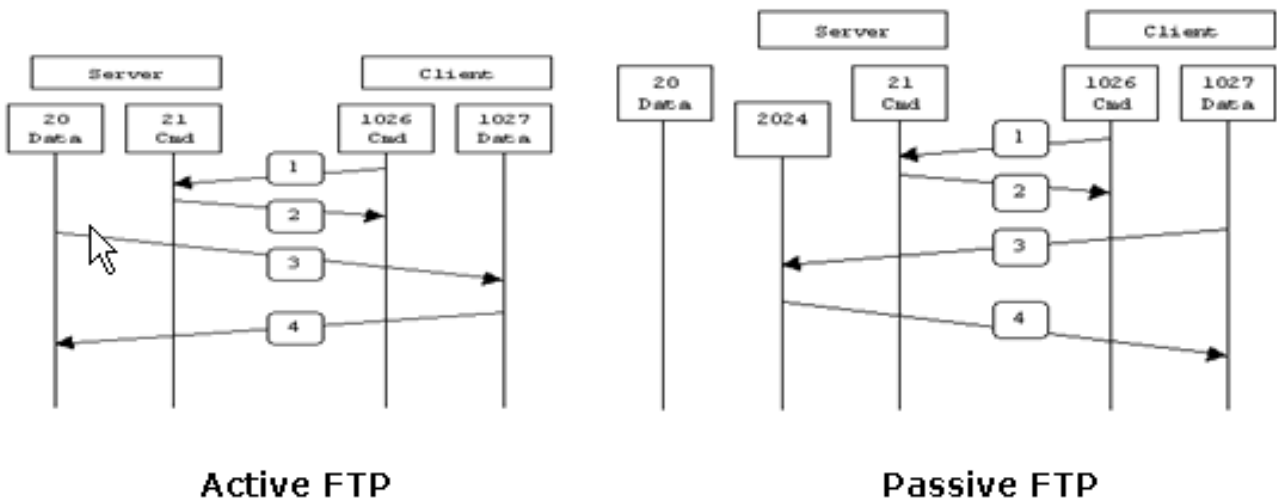 Server
Client
20
Data
21
Cmd
1026
Cmd
1027
Data
1
2
3
4
Active FTP
Server
Client
20
Data
2024
21
Cmd
1026
Cmd
1027
Data
1
2
3
4
Passive FTP